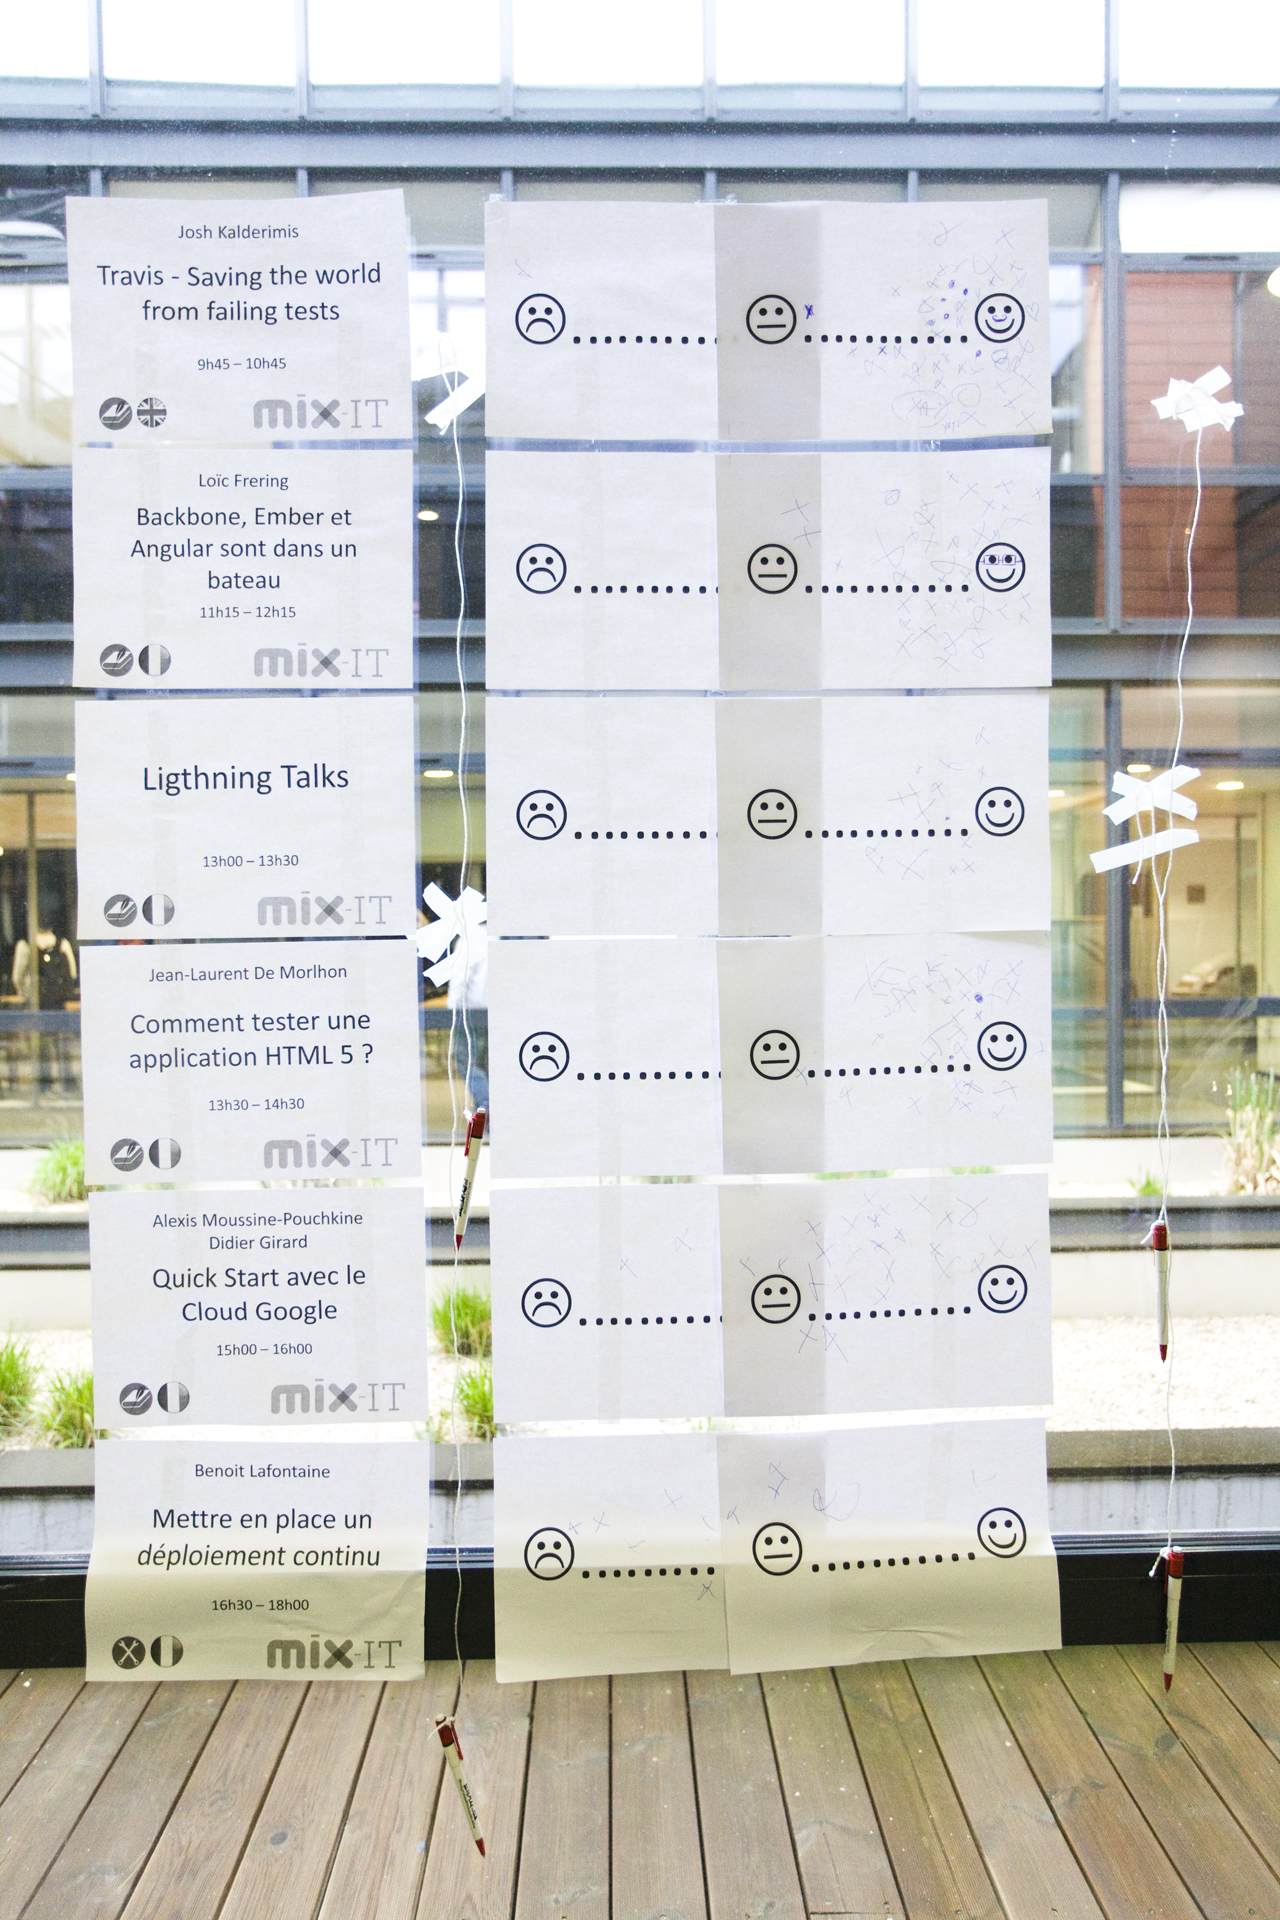 Josh Kalderimis
Travis - Saving the world
from failing tests
9h45 – 10h45
mix-IT
Loïc Frering
Backbone, Ember et
Angular sont dans un
bateau
11h15 – 12h15
mix-IT
Ligthning Talks
13h00 – 13h30
mix-IT
Jean-Laurent De Morlhon
Comment tester une
application HTML 5 ?
13h30 – 14h30
mix-IT
Alexis Moussine-Pouchkine
Didier Girard
Quick Start avec le
Cloud Google
15h00 – 16h00
mix-IT
Benoit Lafontaine
Mettre en place un
déploiement continu
16h30 – 18h00
mix-IT